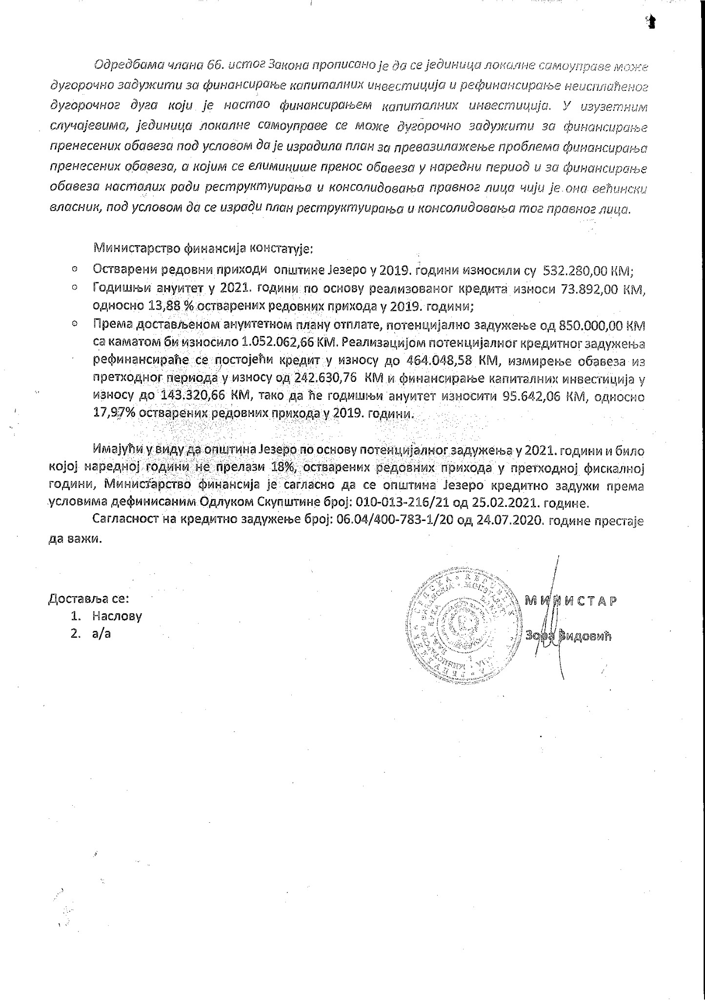 Одредбама члана 66. истог Закона прописано је да се јединица локалне самоуправе може
дугорочно задужити за финансирање капиталних инвестиција и рефинансирање неисплаћеног
дугорочног дуга који је настао финансирањем капиталних инвестиција. У изузетним
случајевима, јединица локалне самоуправе се може дугорочно задужити за финансирање
пренесених обавеза под условом да је израдила план за превазилажење проблема финансирања
пренесених обавеза, а којим се елиминише пренос обавеза у наредни период и за финансирање
обавеза насталих ради реструктуирања и консолидовања правног лица чији је она већински
власник, под условом да се изради план реструктуирања и консолидовања тог правног лица.
Министарство финансија констатује:
○ Остварени редовни приходи општине Језеро у 2019. години износили су 532.280,00 КМ;
○ Годишњи ануитет у 2021. години по основу реализованог кредита износи 73.892,00 КМ,
односно 13,88 % остварених редовних прихода у 2019. години;
○ Према достављеном ануитетном плану отплате, потенцијално задужење од 850.000,00 КМ
са каматом би износило 1.052.062,66 КМ. Реализацијом потенцијалног кредитног задужења
рефинансираће се постојећи кредит у износу до 464.048,58 КМ, измирење обавеза из
претходног периода у износу од 242.630,76 КМ и финансирање капиталних инвестиција у
износу до 143.320,66 КМ, тако да ће годишњи ануитет износити 95.642,06 КМ, односно
17,97% остварених редовних прихода у 2019. години.
Имајући у виду да општина Језеро по основу потенцијалног задужења у 2021. години и било
којој наредној години не прелази 18%, остварених редовних прихода у претходној фискалној
години, Министарство финансија је сагласно да се општина Језеро кредитно задужи према
условима дефинисаним Одлуком Скупштине број: 010-013-216/21 од 25.02.2021. године.
Сагласност на кредитно задужење број: 06.04/400-783-1/20 од 24.07.2020. године престаје
да важи.
Доставља се:
1. Наслову
2. а/а
МИНИСТАР
Зора Видовић